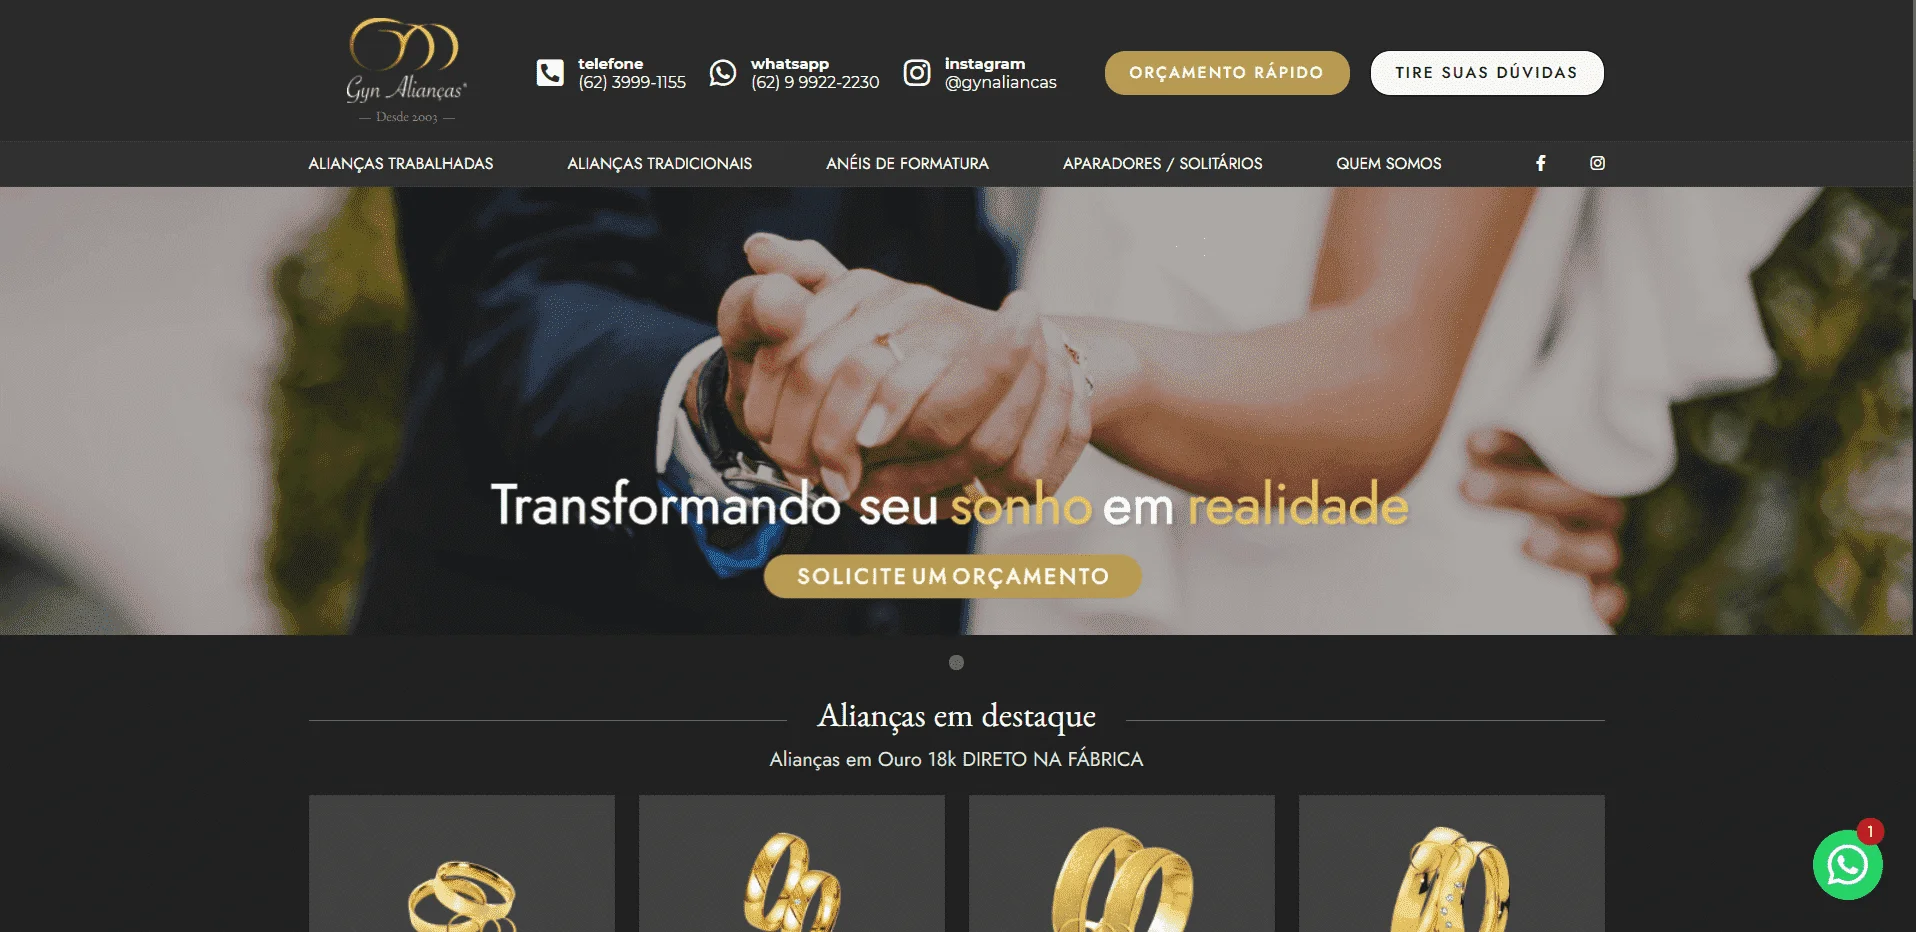 Gyn Alianças®
— Desde 2003 —
telefone
(62) 3999-1155
whatsapp
(62) 9 9922-2230
instagram
@gynaliancas
ORÇAMENTO RÁPIDO
TIRE SUAS DÚVIDAS
ALIANÇAS TRABALHADAS
ALIANÇAS TRADICIONAIS
ANÉIS DE FORMATURA
APARADORES / SOLITÁRIOS
QUEM SOMOS
Transformando seu sonho em realidade
SOLICITE UM ORÇAMENTO
Alianças em destaque
Alianças em Ouro 18k DIRETO NA FÁBRICA
1